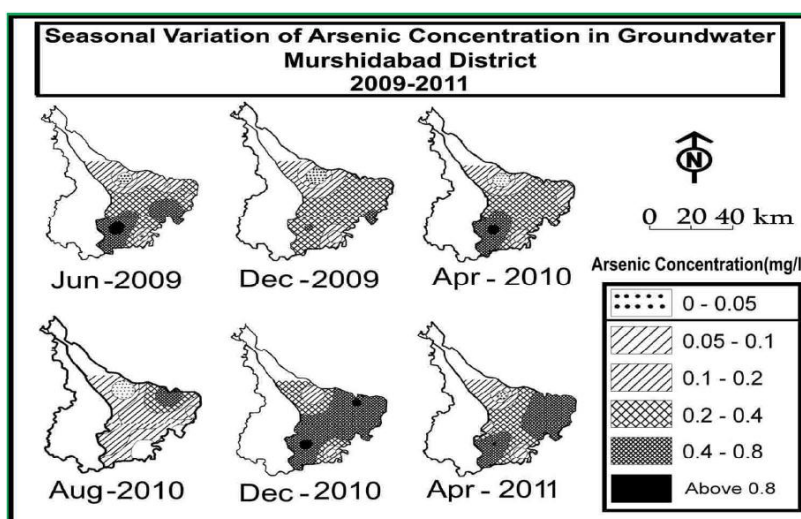 Seasonal Variation of Arsenic Concentration in Groundwater
Murshidabad District
2009-2011
N
0 20 40 km
Jun-2009
Dec-2009
Apr-2010
Arsenic Concentration(mg/l
0 - 0.05
0.05 - 0.1
0.1 - 0.2
0.2 - 0.4
0.4 - 0.8
Above 0.8
Aug-2010
Dec-2010
Apr - 2011